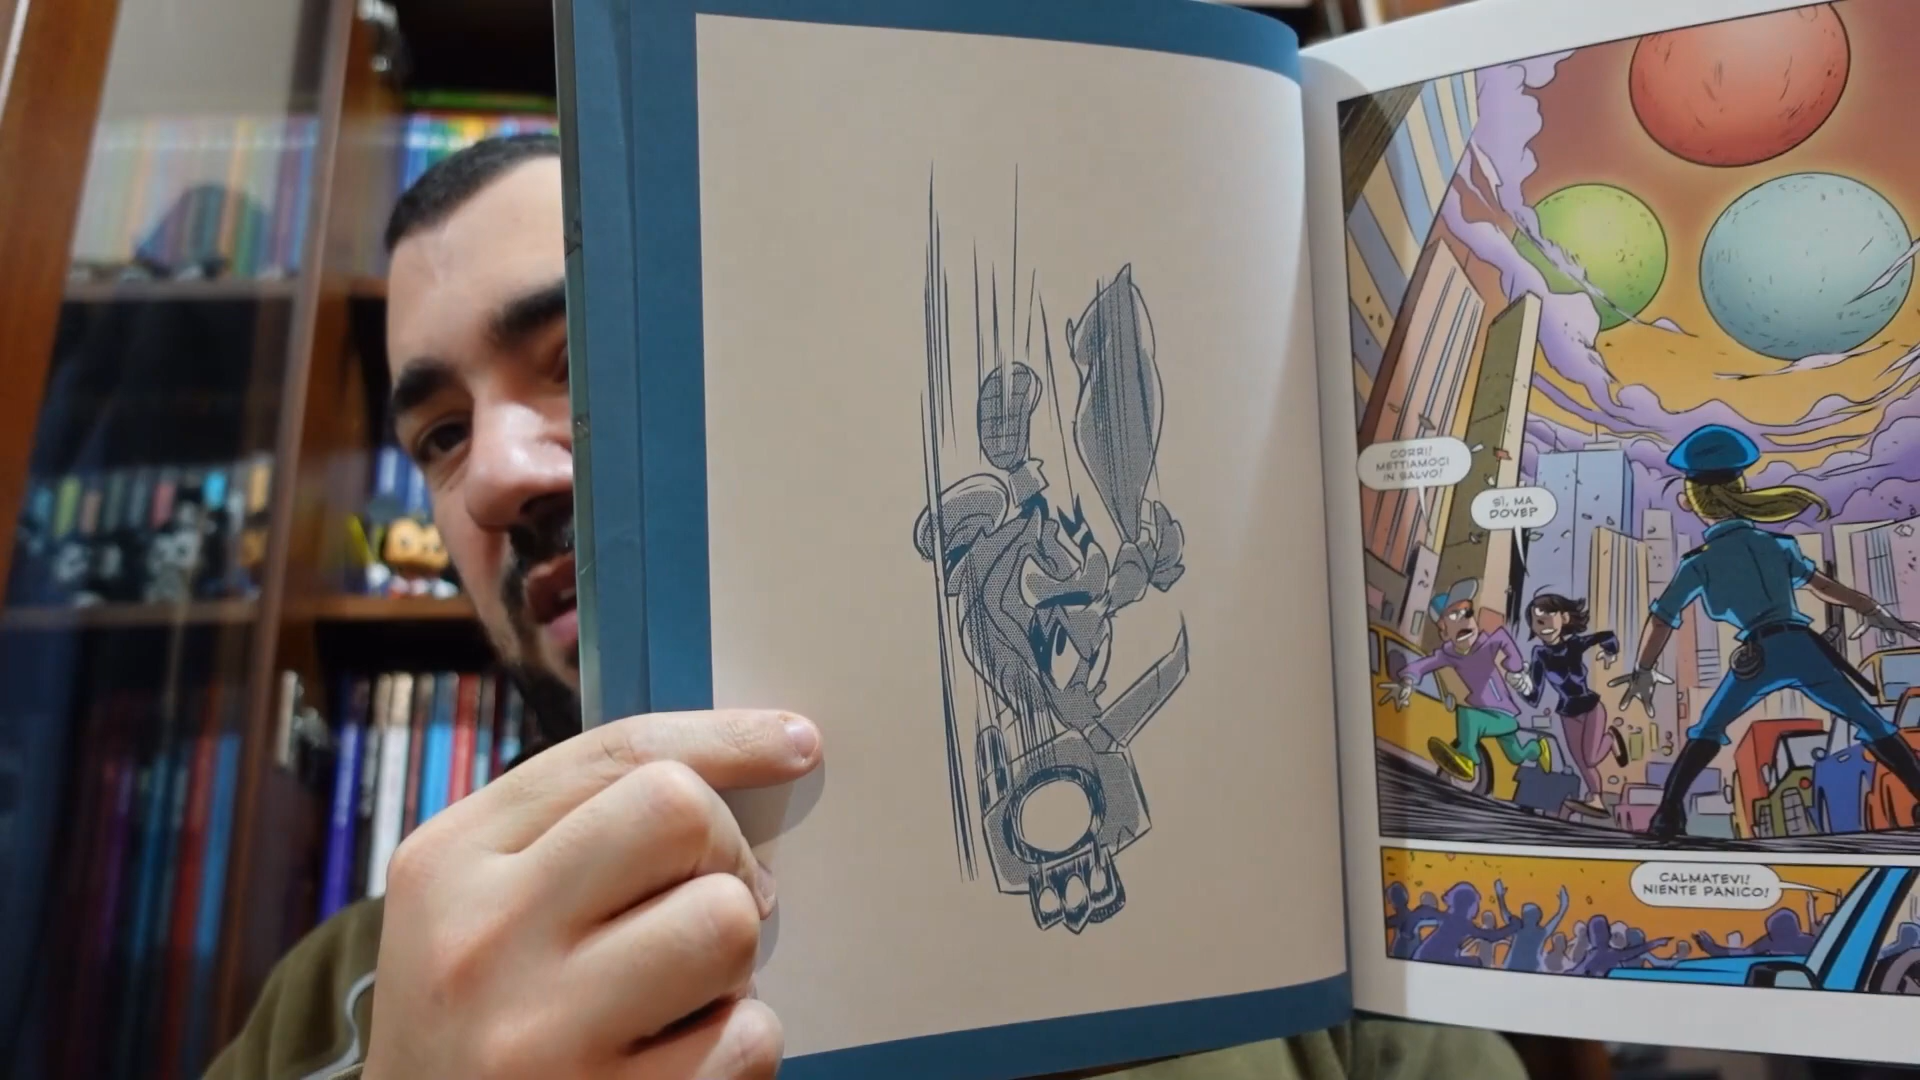 CORRI!
METTIAMOCI
IN SALVO!
SÌ, MA
DOVE?
CALMATEVI!
NIENTE PANICO!